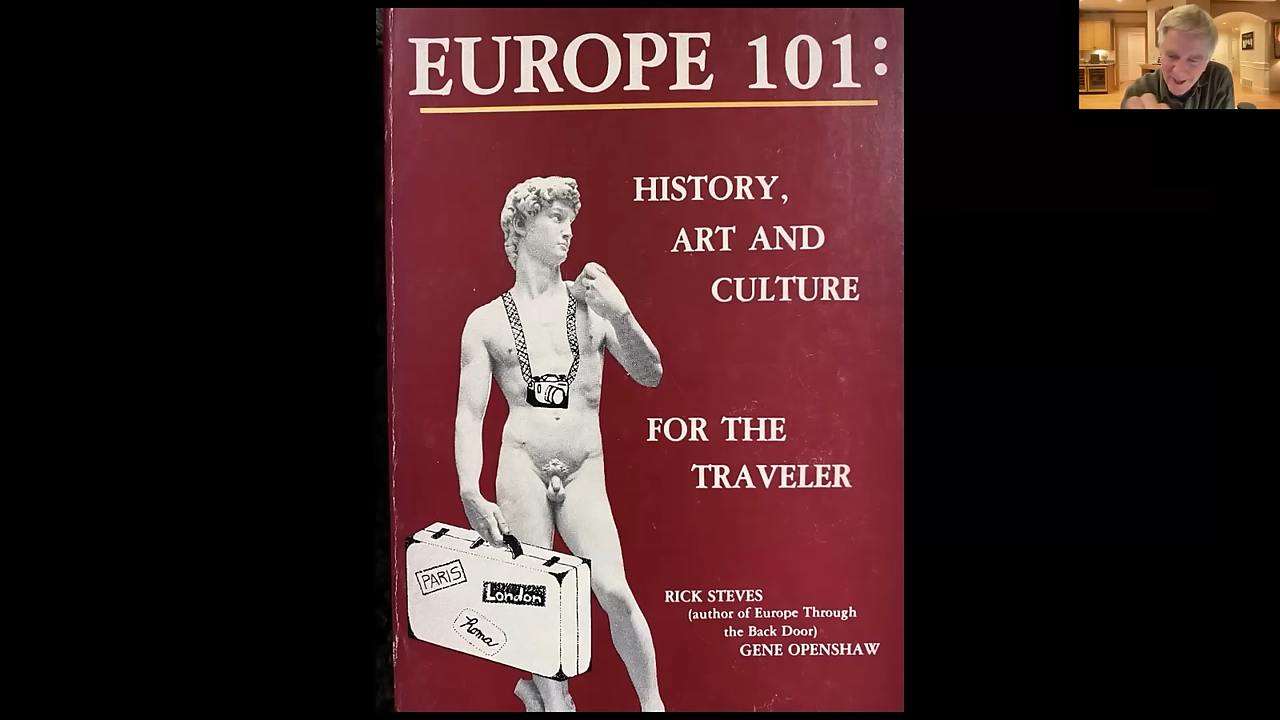 EUROPE 101:
HISTORY,
ART AND
CULTURE
FOR THE
TRAVELER
PARIS
London
Roma
RICK STEVES
(author of Europe Through
the Back Door)
GENE OPENSHAW